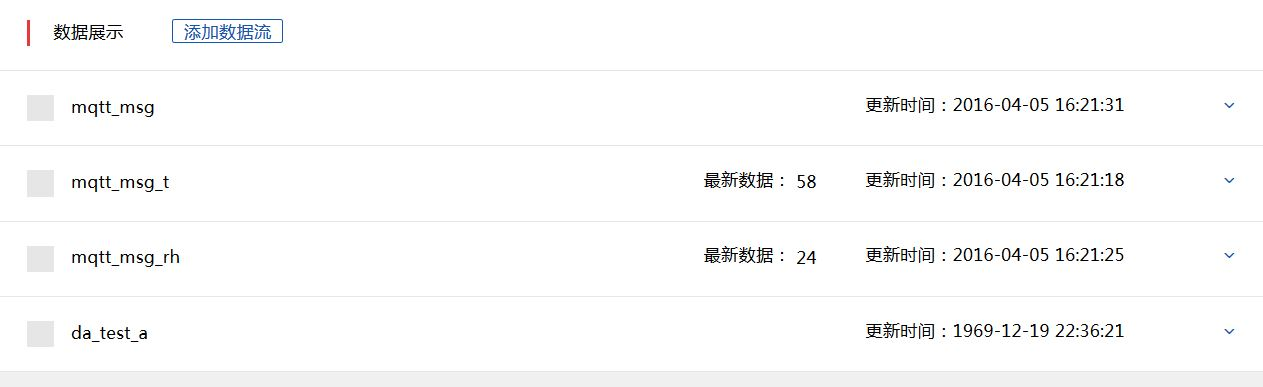 数据展示 添加数据流
mqtt_msg 更新时间：2016-04-05 16:21:31
mqtt_msg_t 最新数据： 58 更新时间：2016-04-05 16:21:18
mqtt_msg_rh 最新数据： 24 更新时间：2016-04-05 16:21:25
da_test_a 更新时间：1969-12-19 22:36:21